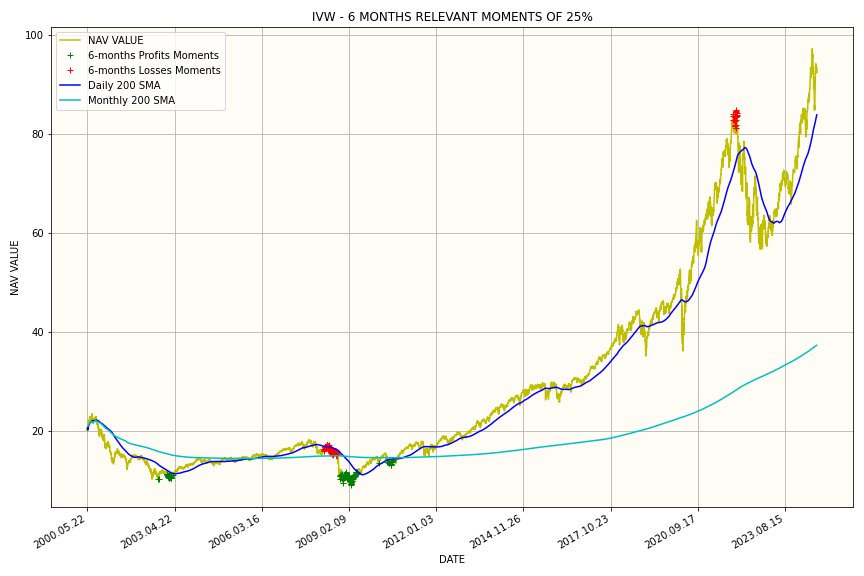 IVW - 6 MONTHS RELEVANT MOMENTS OF 25%
NAV VALUE
6-months Profits Moments
6-months Losses Moments
Daily 200 SMA
Monthly 200 SMA
100
80
60
40
20
NAV VALUE
2000.05.22
2003.04.22
2006.03.16
2009.02.09
2012.01.03
2014.11.26
2017.10.23
2020.09.17
2023.08.15
DATE